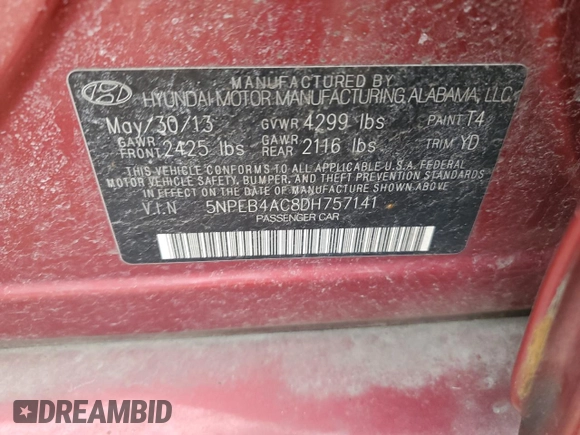 MANUFACTURED BY
HYUNDAI MOTOR MANUFACTURING ALABAMA, LLC
May/30/13 GVWR 4299 lbs PAINT T4
GAWR FRONT 2425 lbs GAWR REAR 2116 lbs TRIM YD
THIS VEHICLE CONFORMS TO ALL APPLICABLE U.S.A. FEDERAL
MOTOR VEHICLE SAFETY, BUMPER, AND THEFT PREVENTION STANDARDS
IN EFFECT ON THE DATE OF MANUFACTURE SHOWN ABOVE
V.I.N 5NPEB4AC8DH757141
PASSENGER CAR
DREAMBID